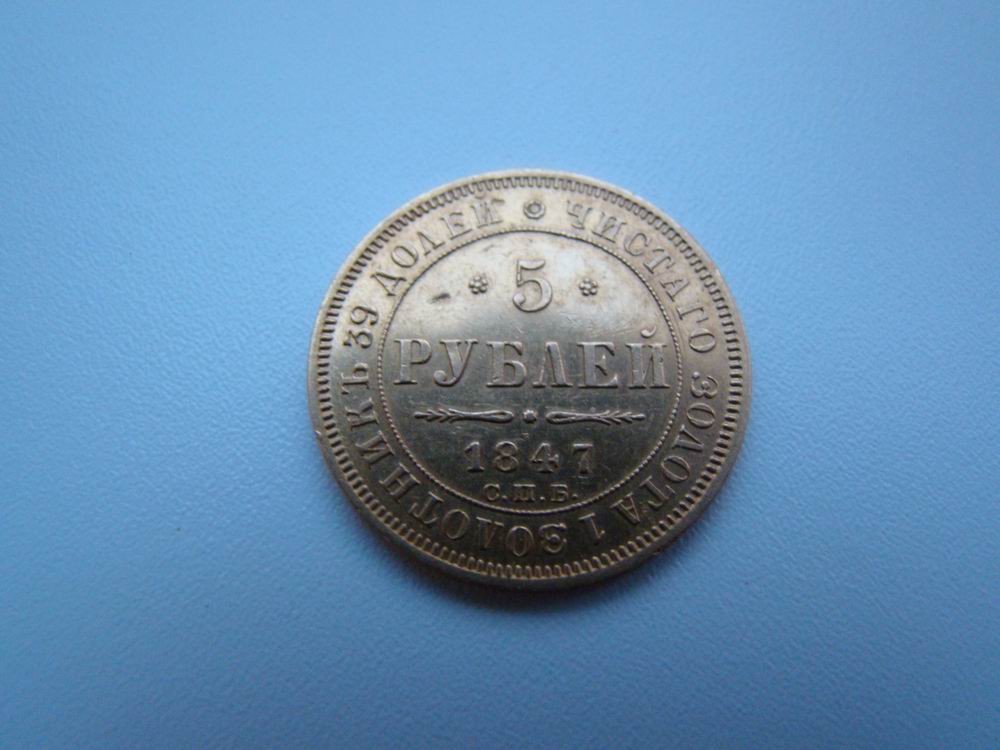 ЧИСТАГО ЗОЛОТА 1 ЗОЛОТНИКЪ 39 ДОЛЕЙ
5
РУБЛЕЙ
1847
С.П.Б.